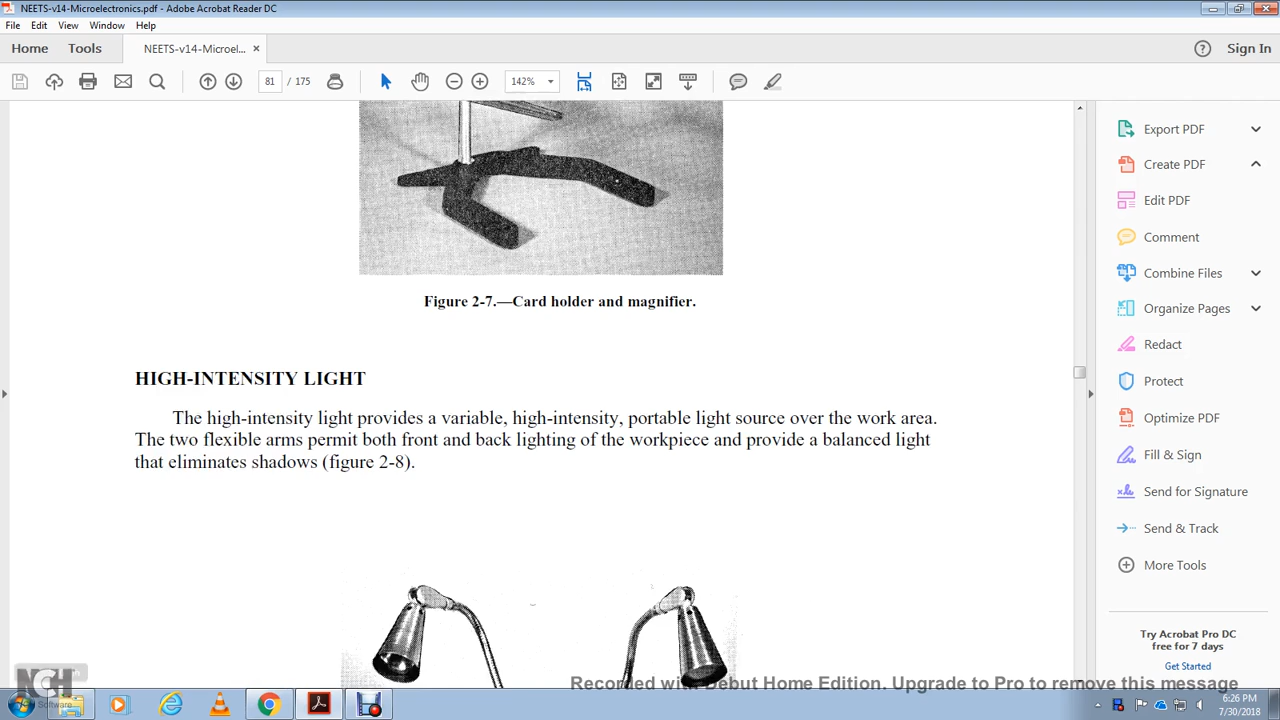 NEETS-v14-Microelectronics.pdf - Adobe Acrobat Reader DC
File Edit View Window Help
Home Tools NEETS-v14-Microel... × Sign In
81 / 175 142%
Export PDF
Create PDF
Edit PDF
Comment
Combine Files
Organize Pages
Redact
Protect
Optimize PDF
Fill & Sign
Send for Signature
Send & Track
More Tools
Try Acrobat Pro DC
free for 7 days
Get Started
Figure 2-7.—Card holder and magnifier.
HIGH-INTENSITY LIGHT
The high-intensity light provides a variable, high-intensity, portable light source over the work area.
The two flexible arms permit both front and back lighting of the workpiece and provide a balanced light
that eliminates shadows (figure 2-8).
NCH
Software
Recorded with Debut Home Edition. Upgrade to Pro to remove this message
6:26 PM
7/30/2018